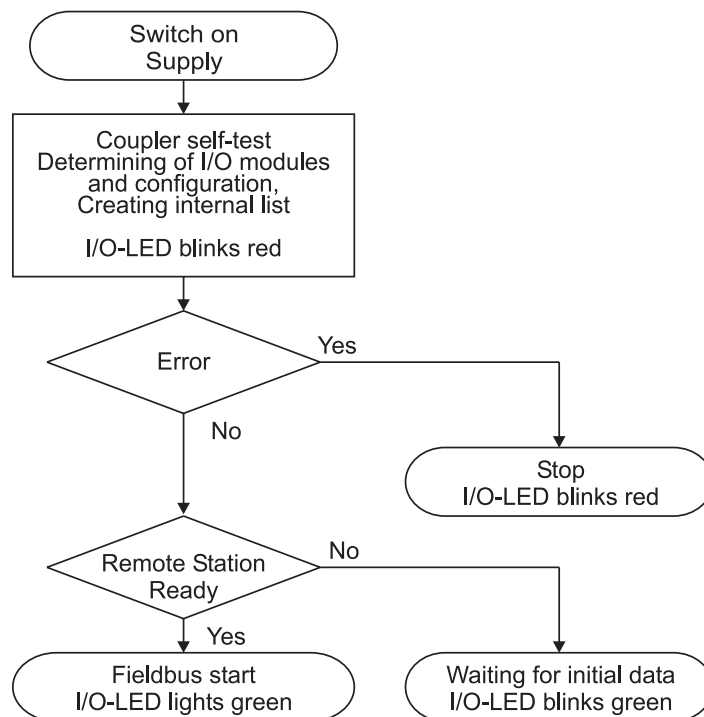 Switch on
Supply
Coupler self-test
Determining of I/O modules
and configuration,
Creating internal list
I/O-LED blinks red
Error
Yes
No
Stop
I/O-LED blinks red
Remote Station
Ready
No
Yes
Fieldbus start
I/O-LED lights green
Waiting for initial data
I/O-LED blinks green